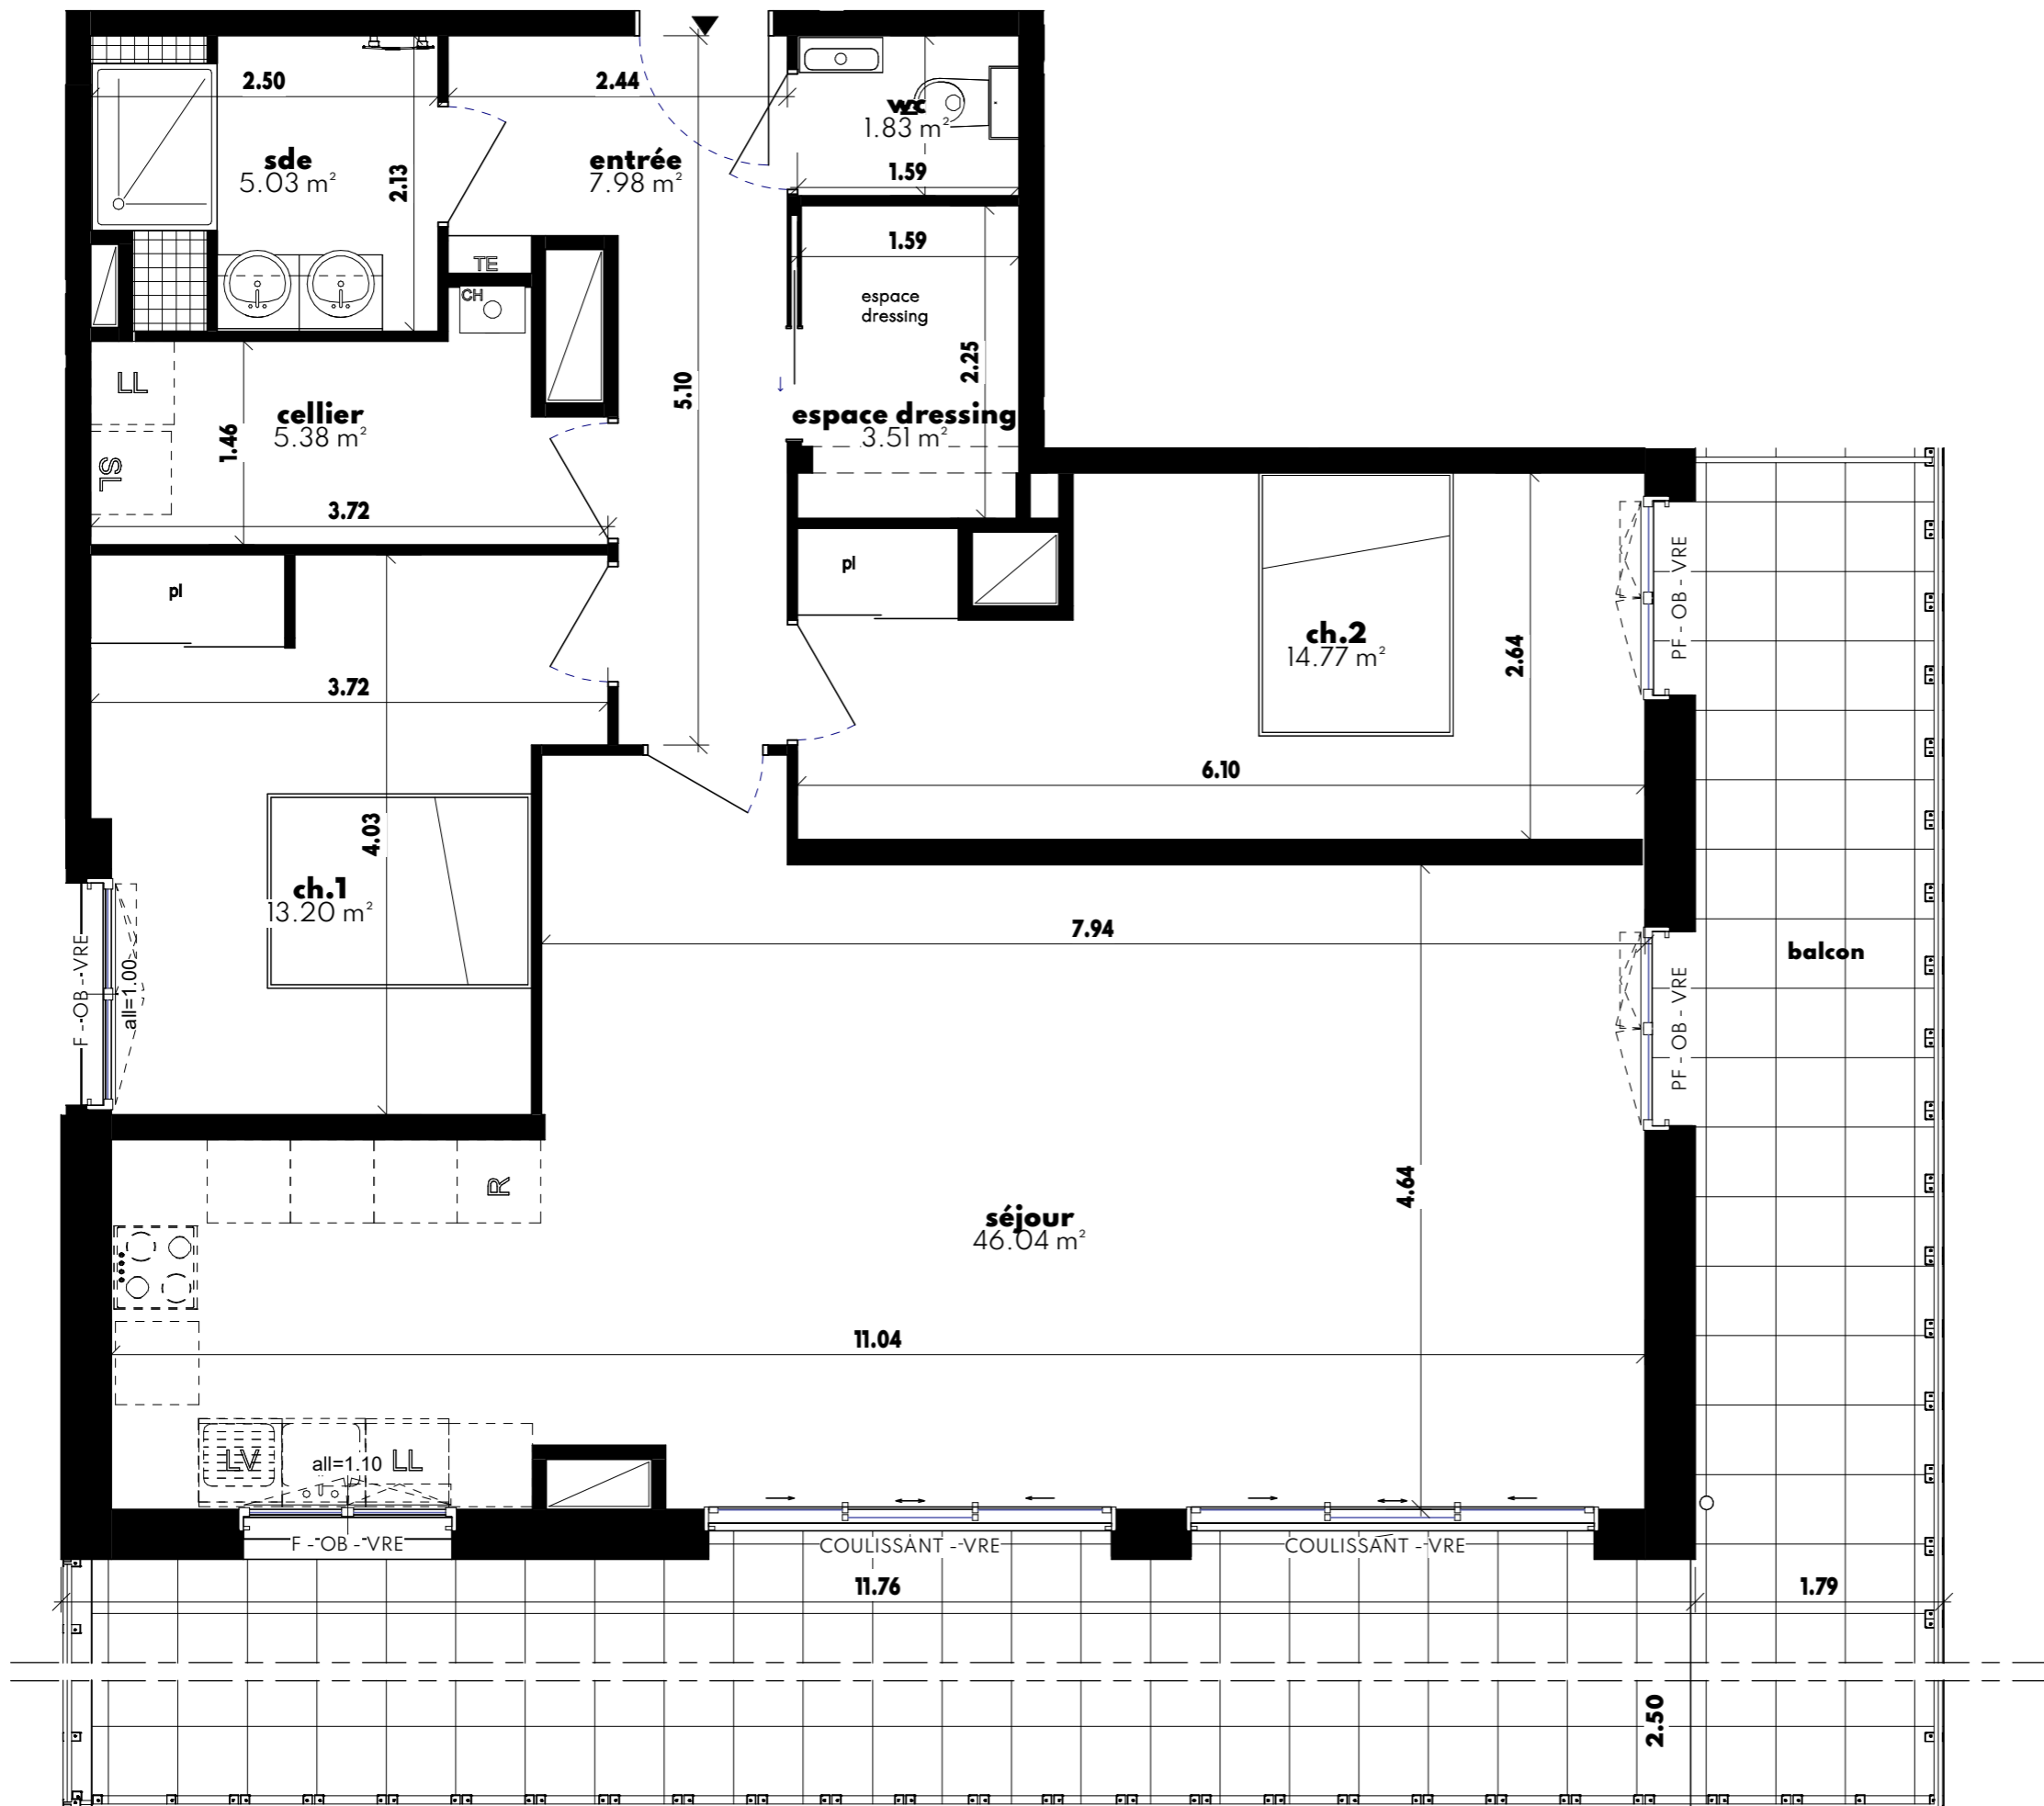 2.50
2.44
wc
1.83 m²
sde
5.03 m²
2.13
entrée
7.98 m²
1.59
1.59
TE
CH
espace
dressing
2.25
5.10
LL
cellier
5.38 m²
espace dressing
3.51 m²
1.46
SL
3.72
pl
pl
PF - OB - VRE
ch.2
14.77 m²
2.64
3.72
6.10
4.03
ch.1
13.20 m²
7.94
balcon
F - OB - VRE
all=1.00
PF - OB - VRE
R
4.64
séjour
46.04 m²
11.04
LV
all=1.10
LL
F - OB - VRE
COULISSANT - VRE
COULISSANT - VRE
11.76
1.79
2.50